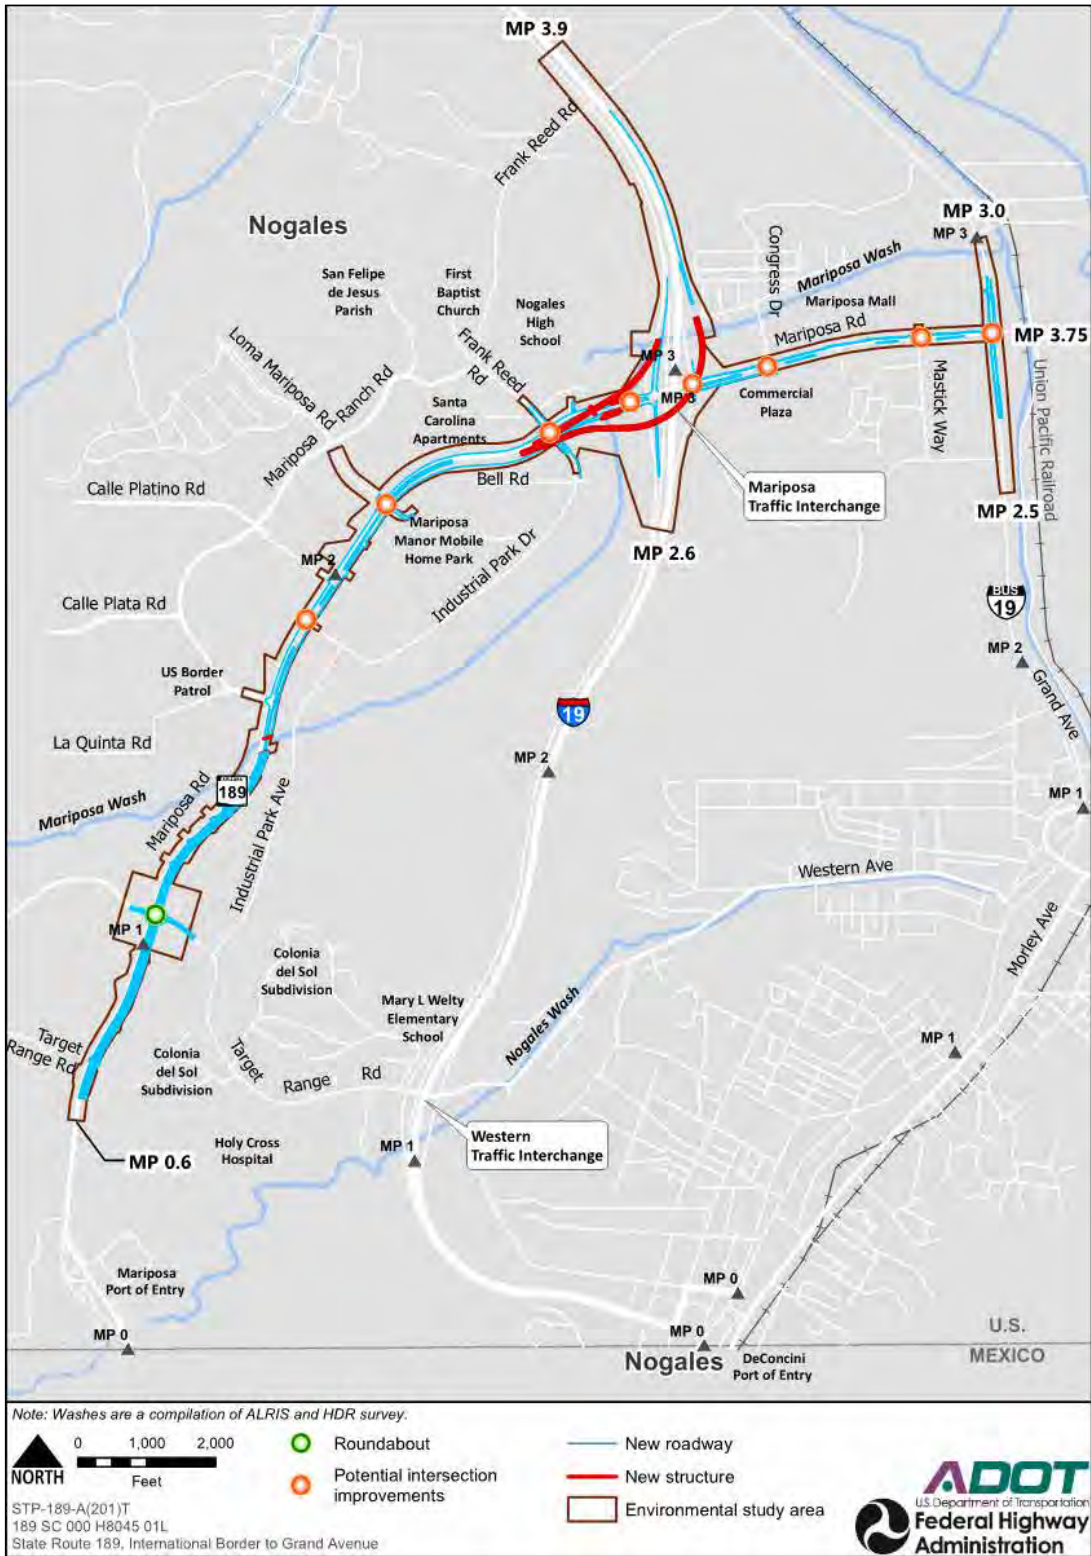 MP 3.9
Frank Reed Rd
Nogales
MP 3.0
MP 3
Congress Dr
Mariposa Wash
San Felipe
de Jesus
Parish
First
Baptist
Church
Nogales
High
School
Mariposa Mall
Mariposa Rd
MP 3.75
Loma Mariposa Rd
Mariposa Ranch Rd
Frank Reed
Rd
MP 3
MP 3
Santa
Carolina
Apartments
Commercial
Plaza
Mastick Way
Union Pacific Railroad
Bell Rd
Calle Platino Rd
Mariposa
Traffic Interchange
MP 2.5
Mariposa
Manor Mobile
Home Park
MP 2.6
Industrial Park Dr
MP 2
Calle Plata Rd
BUS
19
MP 2
Grand Ave
US Border
Patrol
19
La Quinta Rd
MP 2
Mariposa Rd
ARIZONA
189
Mariposa Wash
MP 1
Industrial Park Ave
Western Ave
MP 1
Morley Ave
Colonia
del Sol
Subdivision
Mary L Welty
Elementary
School
Nogales Wash
Target
Range Rd
Colonia
del Sol
Subdivision
Target
Range
Rd
MP 1
Western
Traffic Interchange
MP 1
Holy Cross
Hospital
MP 0.6
Mariposa
Port of Entry
MP 0
MP 0
MP 0
U.S.
MEXICO
Nogales
DeConcini
Port of Entry
Note: Washes are a compilation of ALRIS and HDR survey.
NORTH
0 1,000 2,000
Feet
Roundabout
Potential intersection
improvements
New roadway
New structure
Environmental study area
STP-189-A(201)T
189 SC 000 H8045 01L
State Route 189, International Border to Grand Avenue
ADOT
U.S. Department of Transportation
Federal Highway
Administration